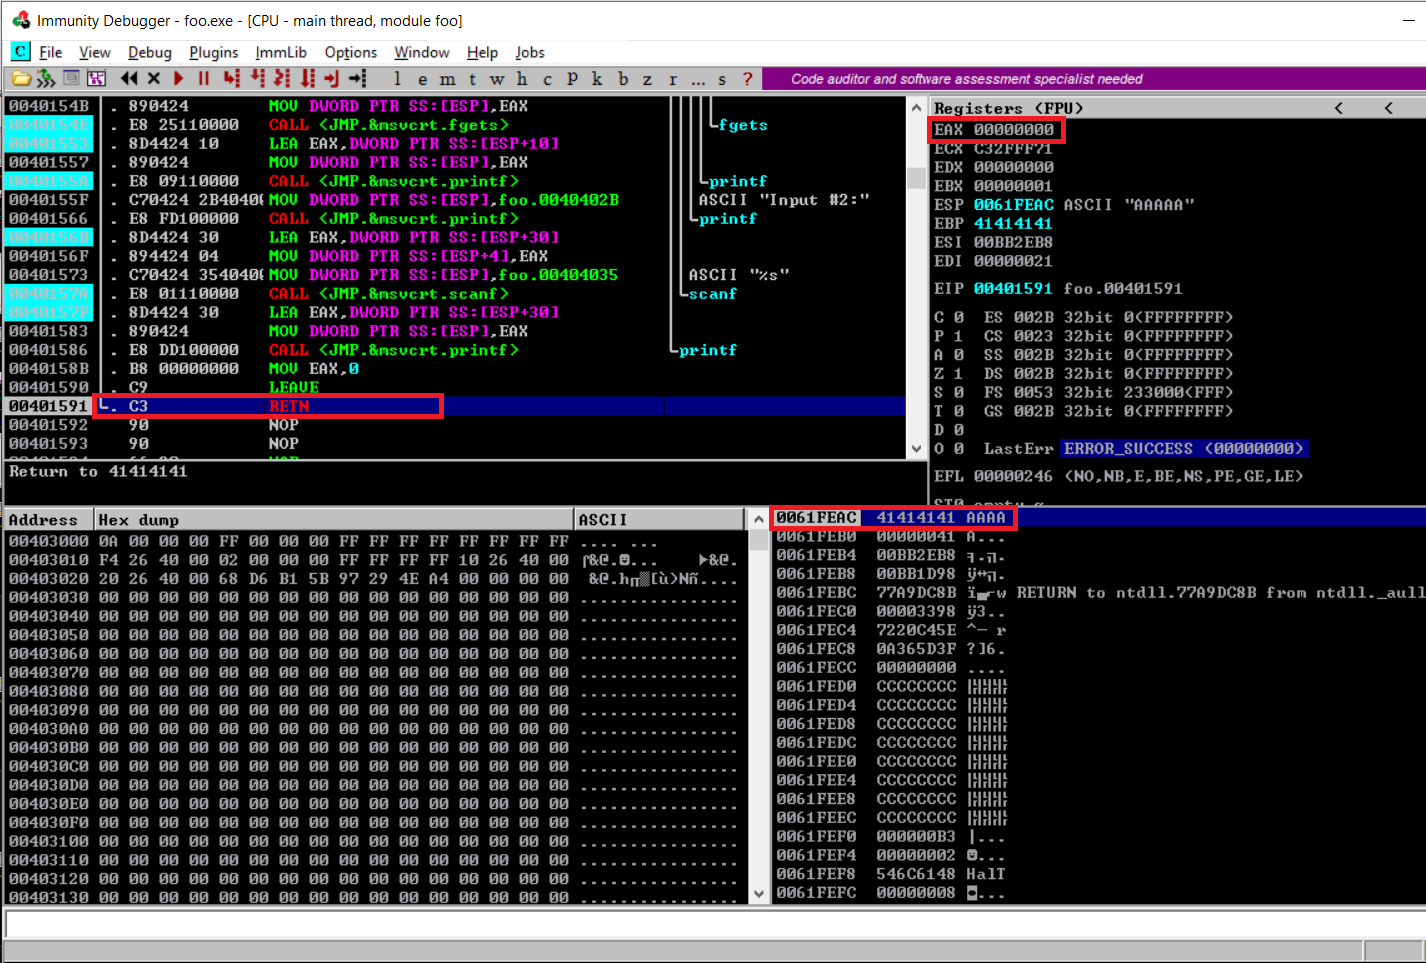 Immunity Debugger - foo.exe - [CPU - main thread, module foo]
C File View Debug Plugins ImmLib Options Window Help Jobs
l e m t w h c P k b z r ... s ? Code auditor and software assessment specialist needed
0040154B . 890424 MOV DWORD PTR SS:[ESP],EAX
0040154E . E8 25110000 CALL <JMP.&msvcrt.fgets> fgets
00401553 . 8D4424 10 LEA EAX,DWORD PTR SS:[ESP+10]
00401557 . 890424 MOV DWORD PTR SS:[ESP],EAX
0040155A . E8 09110000 CALL <JMP.&msvcrt.printf> printf
0040155F . C70424 2B40400 MOV DWORD PTR SS:[ESP],foo.0040402B ASCII "Input #2:"
00401566 . E8 FD100000 CALL <JMP.&msvcrt.printf> printf
0040156B . 8D4424 30 LEA EAX,DWORD PTR SS:[ESP+30]
0040156F . 894424 04 MOV DWORD PTR SS:[ESP+4],EAX
00401573 . C70424 3540400 MOV DWORD PTR SS:[ESP],foo.00404035 ASCII "%s"
0040157A . E8 01110000 CALL <JMP.&msvcrt.scanf> scanf
0040157F . 8D4424 30 LEA EAX,DWORD PTR SS:[ESP+30]
00401583 . 890424 MOV DWORD PTR SS:[ESP],EAX
00401586 . E8 DD100000 CALL <JMP.&msvcrt.printf> printf
0040158B . B8 00000000 MOV EAX,0
00401590 . C9 LEAVE
00401591 . C3 RETN
00401592 90 NOP
00401593 90 NOP
Return to 41414141
Registers (FPU) < <
EAX 00000000
ECX C32FFF71
EDX 00000000
EBX 00000001
ESP 0061FEAC ASCII "AAAAA"
EBP 41414141
ESI 00BB2EB8
EDI 00000021
EIP 00401591 foo.00401591
C 0 ES 002B 32bit 0(FFFFFFFF)
P 1 CS 0023 32bit 0(FFFFFFFF)
A 0 SS 002B 32bit 0(FFFFFFFF)
Z 1 DS 002B 32bit 0(FFFFFFFF)
S 0 FS 0053 32bit 233000(FFF)
T 0 GS 002B 32bit 0(FFFFFFFF)
D 0
O 0 LastErr ERROR_SUCCESS (00000000)
EFL 00000246 (NO,NB,E,BE,NS,PE,GE,LE)
Address Hex dump ASCII
00403000 0A 00 00 00 FF 00 00 00 FF FF FF FF FF FF FF FF .... ...
00403010 F4 26 40 00 02 00 00 00 FF FF FF FF 10 26 40 00
00403020 20 26 40 00 68 D6 B1 5B 97 29 4E A4 00 00 00 00
00403030 00 00 00 00 00 00 00 00 00 00 00 00 00 00 00 00 ................
00403040 00 00 00 00 00 00 00 00 00 00 00 00 00 00 00 00 ................
00403050 00 00 00 00 00 00 00 00 00 00 00 00 00 00 00 00 ................
00403060 00 00 00 00 00 00 00 00 00 00 00 00 00 00 00 00 ................
00403070 00 00 00 00 00 00 00 00 00 00 00 00 00 00 00 00 ................
00403080 00 00 00 00 00 00 00 00 00 00 00 00 00 00 00 00 ................
00403090 00 00 00 00 00 00 00 00 00 00 00 00 00 00 00 00 ................
004030A0 00 00 00 00 00 00 00 00 00 00 00 00 00 00 00 00 ................
004030B0 00 00 00 00 00 00 00 00 00 00 00 00 00 00 00 00 ................
004030C0 00 00 00 00 00 00 00 00 00 00 00 00 00 00 00 00 ................
004030D0 00 00 00 00 00 00 00 00 00 00 00 00 00 00 00 00 ................
004030E0 00 00 00 00 00 00 00 00 00 00 00 00 00 00 00 00 ................
004030F0 00 00 00 00 00 00 00 00 00 00 00 00 00 00 00 00 ................
00403100 00 00 00 00 00 00 00 00 00 00 00 00 00 00 00 00 ................
00403110 00 00 00 00 00 00 00 00 00 00 00 00 00 00 00 00 ................
00403120 00 00 00 00 00 00 00 00 00 00 00 00 00 00 00 00 ................
00403130 00 00 00 00 00 00 00 00 00 00 00 00 00 00 00 00 ................
0061FEAC 41414141 AAAA
0061FEB0 00000041 A...
0061FEB4 00BB2EB8
0061FEB8 00BB1D98
0061FEBC 77A9DC8B RETURN to ntdll.77A9DC8B from ntdll._aull
0061FEC0 00003398 ÿ3..
0061FEC4 7220C45E ^─ r
0061FEC8 0A365D3F ?]6.
0061FECC 00000000 ....
0061FED0 CCCCCCCC ╠╠╠╠
0061FED4 CCCCCCCC ╠╠╠╠
0061FED8 CCCCCCCC ╠╠╠╠
0061FEDC CCCCCCCC ╠╠╠╠
0061FEE0 CCCCCCCC ╠╠╠╠
0061FEE4 CCCCCCCC ╠╠╠╠
0061FEE8 CCCCCCCC ╠╠╠╠
0061FEEC CCCCCCCC ╠╠╠╠
0061FEF0 000000B3 │...
0061FEF4 00000002 ☻...
0061FEF8 546C6148 HalT
0061FEFC 00000008 ◘...